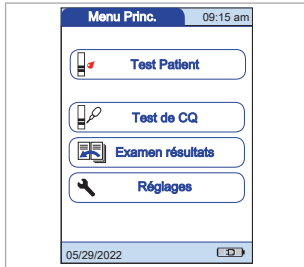 Menu Princ. 09:15 am
Test Patient
Test de CQ
Examen résultats
Réglages
05/29/2022